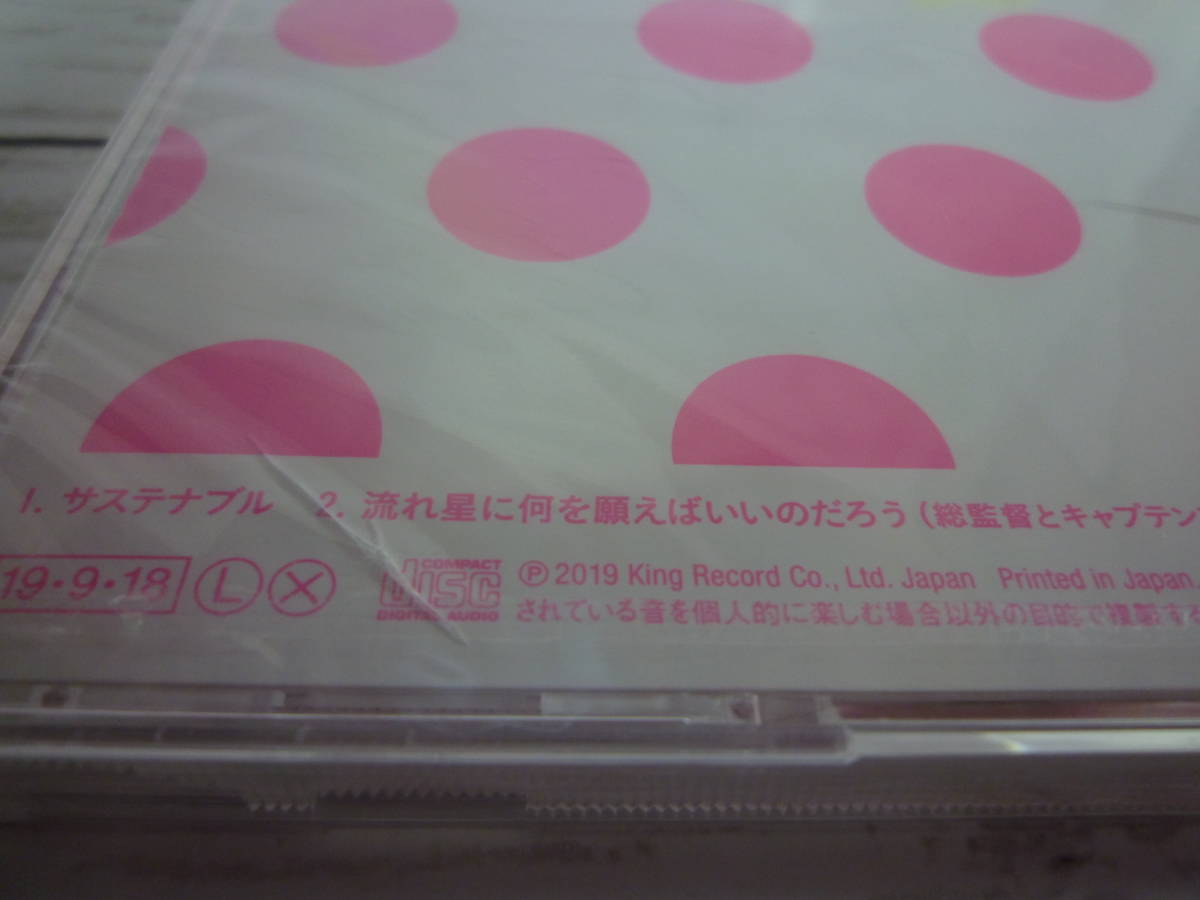 1. サステナブル 2. 流れ星に何を願えばいいのだろう(総監督とキャプテン
19・9・18 L X COMPACT disc DIGITAL AUDIO Ⓟ 2019 King Record Co., Ltd. Japan Printed in Japan
されている音を個人的に楽しむ場合以外の目的で複製する